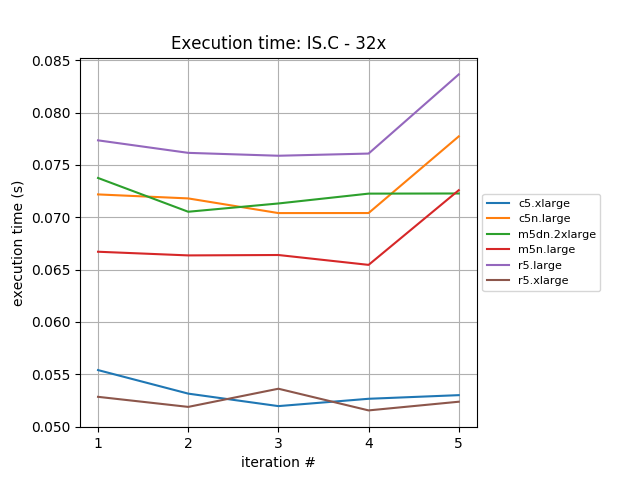 Execution time: IS.C - 32x
execution time (s)
0.085
0.080
0.075
0.070
0.065
0.060
0.055
0.050
1 2 3 4 5
iteration #
c5.xlarge
c5n.large
m5dn.2xlarge
m5n.large
r5.large
r5.xlarge